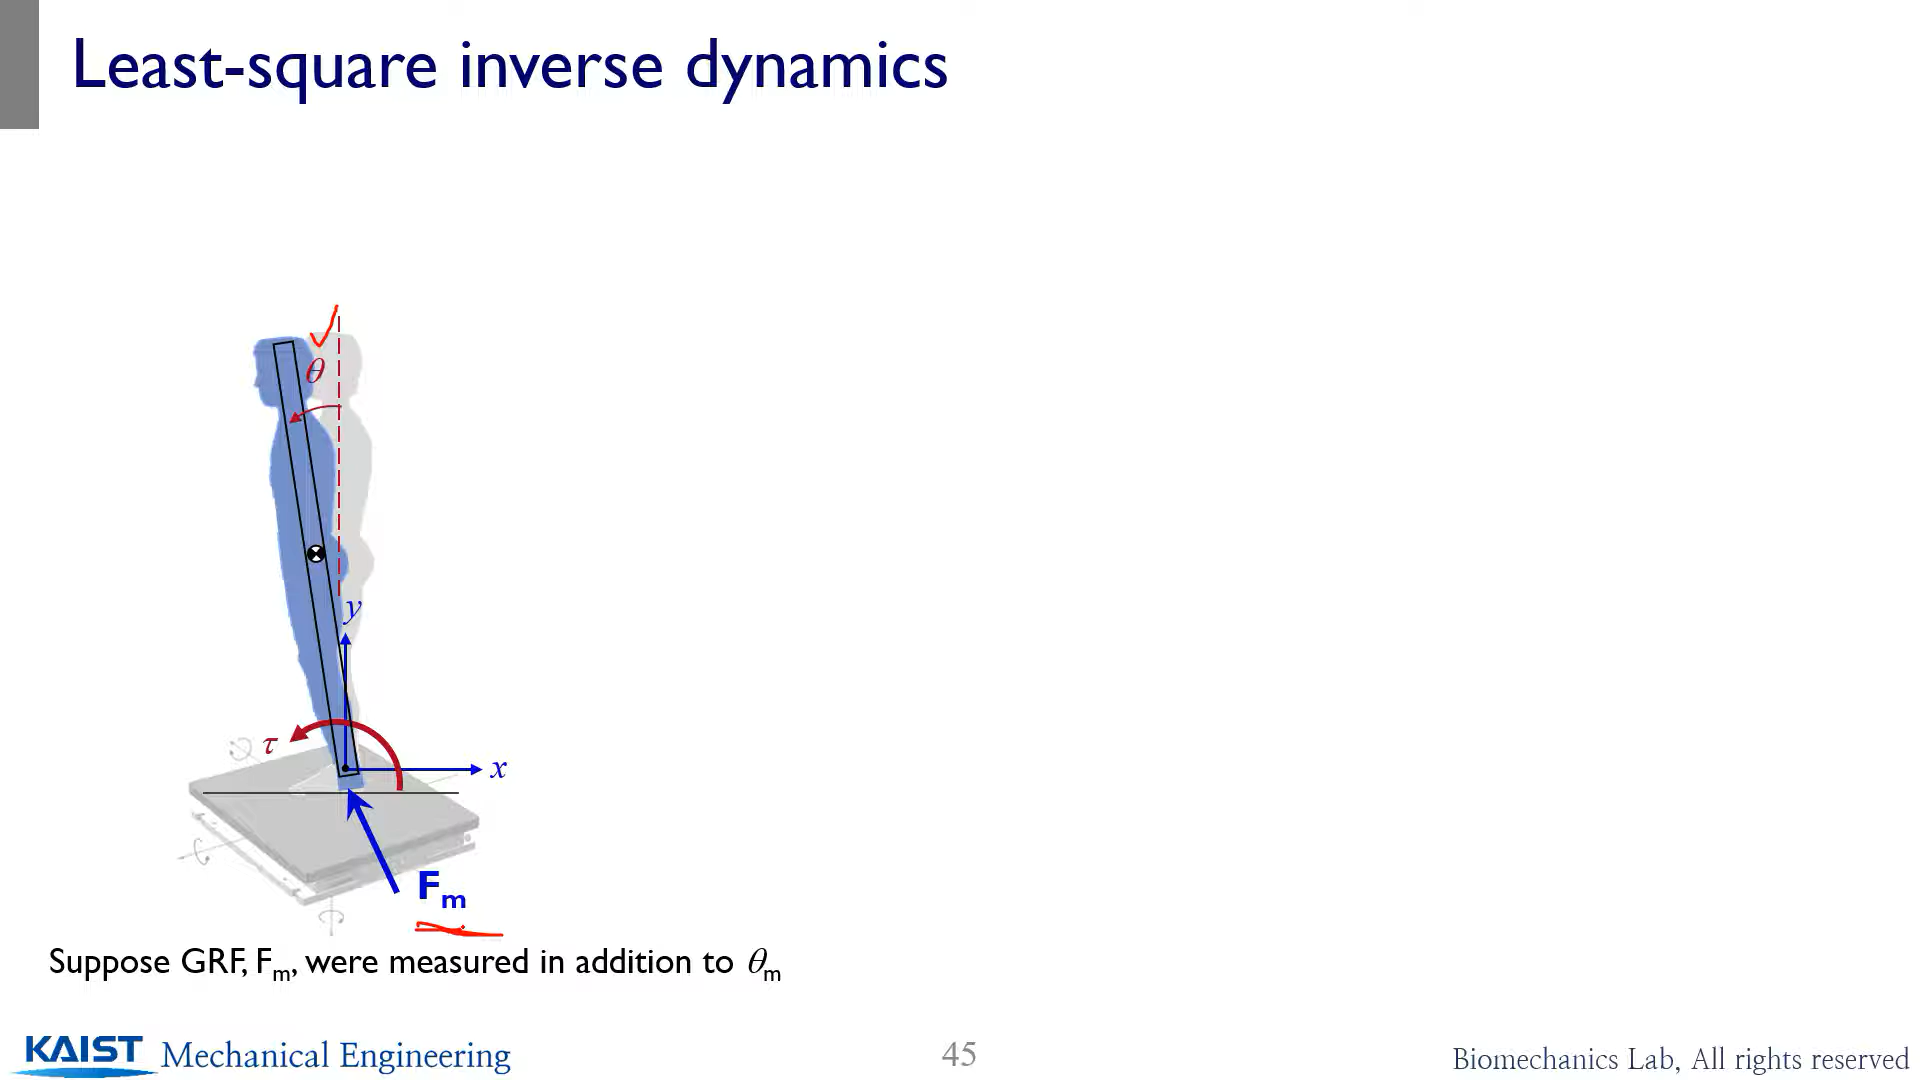 Least-square inverse dynamics
θ
y
τ
x
Fm
Suppose GRF, Fm, were measured in addition to θm
KAIST Mechanical Engineering
45
Biomechanics Lab, All rights reserved